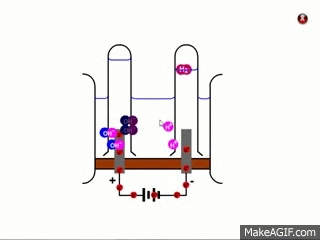 H₂
OH⁻
H⁺
OH⁻
H⁺
+
-
MakeAGIF.com